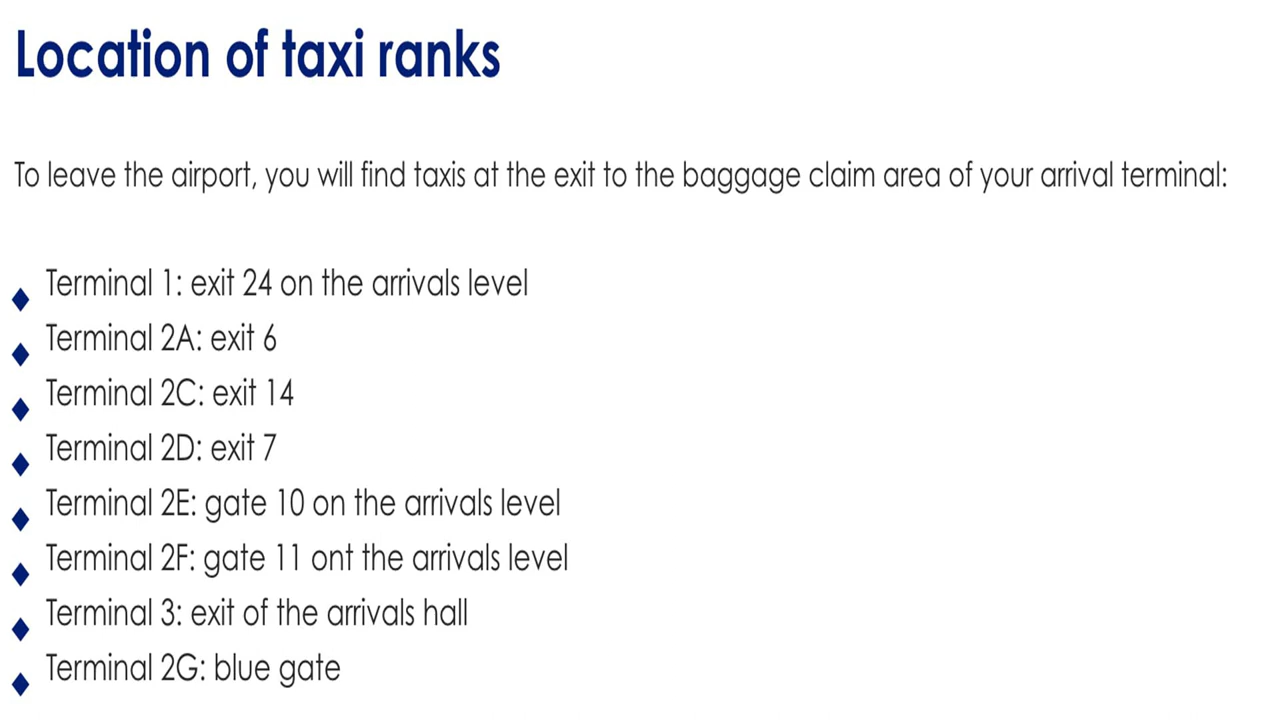 Location of taxi ranks
To leave the airport, you will find taxis at the exit to the baggage claim area of your arrival terminal:
Terminal 1: exit 24 on the arrivals level
Terminal 2A: exit 6
Terminal 2C: exit 14
Terminal 2D: exit 7
Terminal 2E: gate 10 on the arrivals level
Terminal 2F: gate 11 ont the arrivals level
Terminal 3: exit of the arrivals hall
Terminal 2G: blue gate